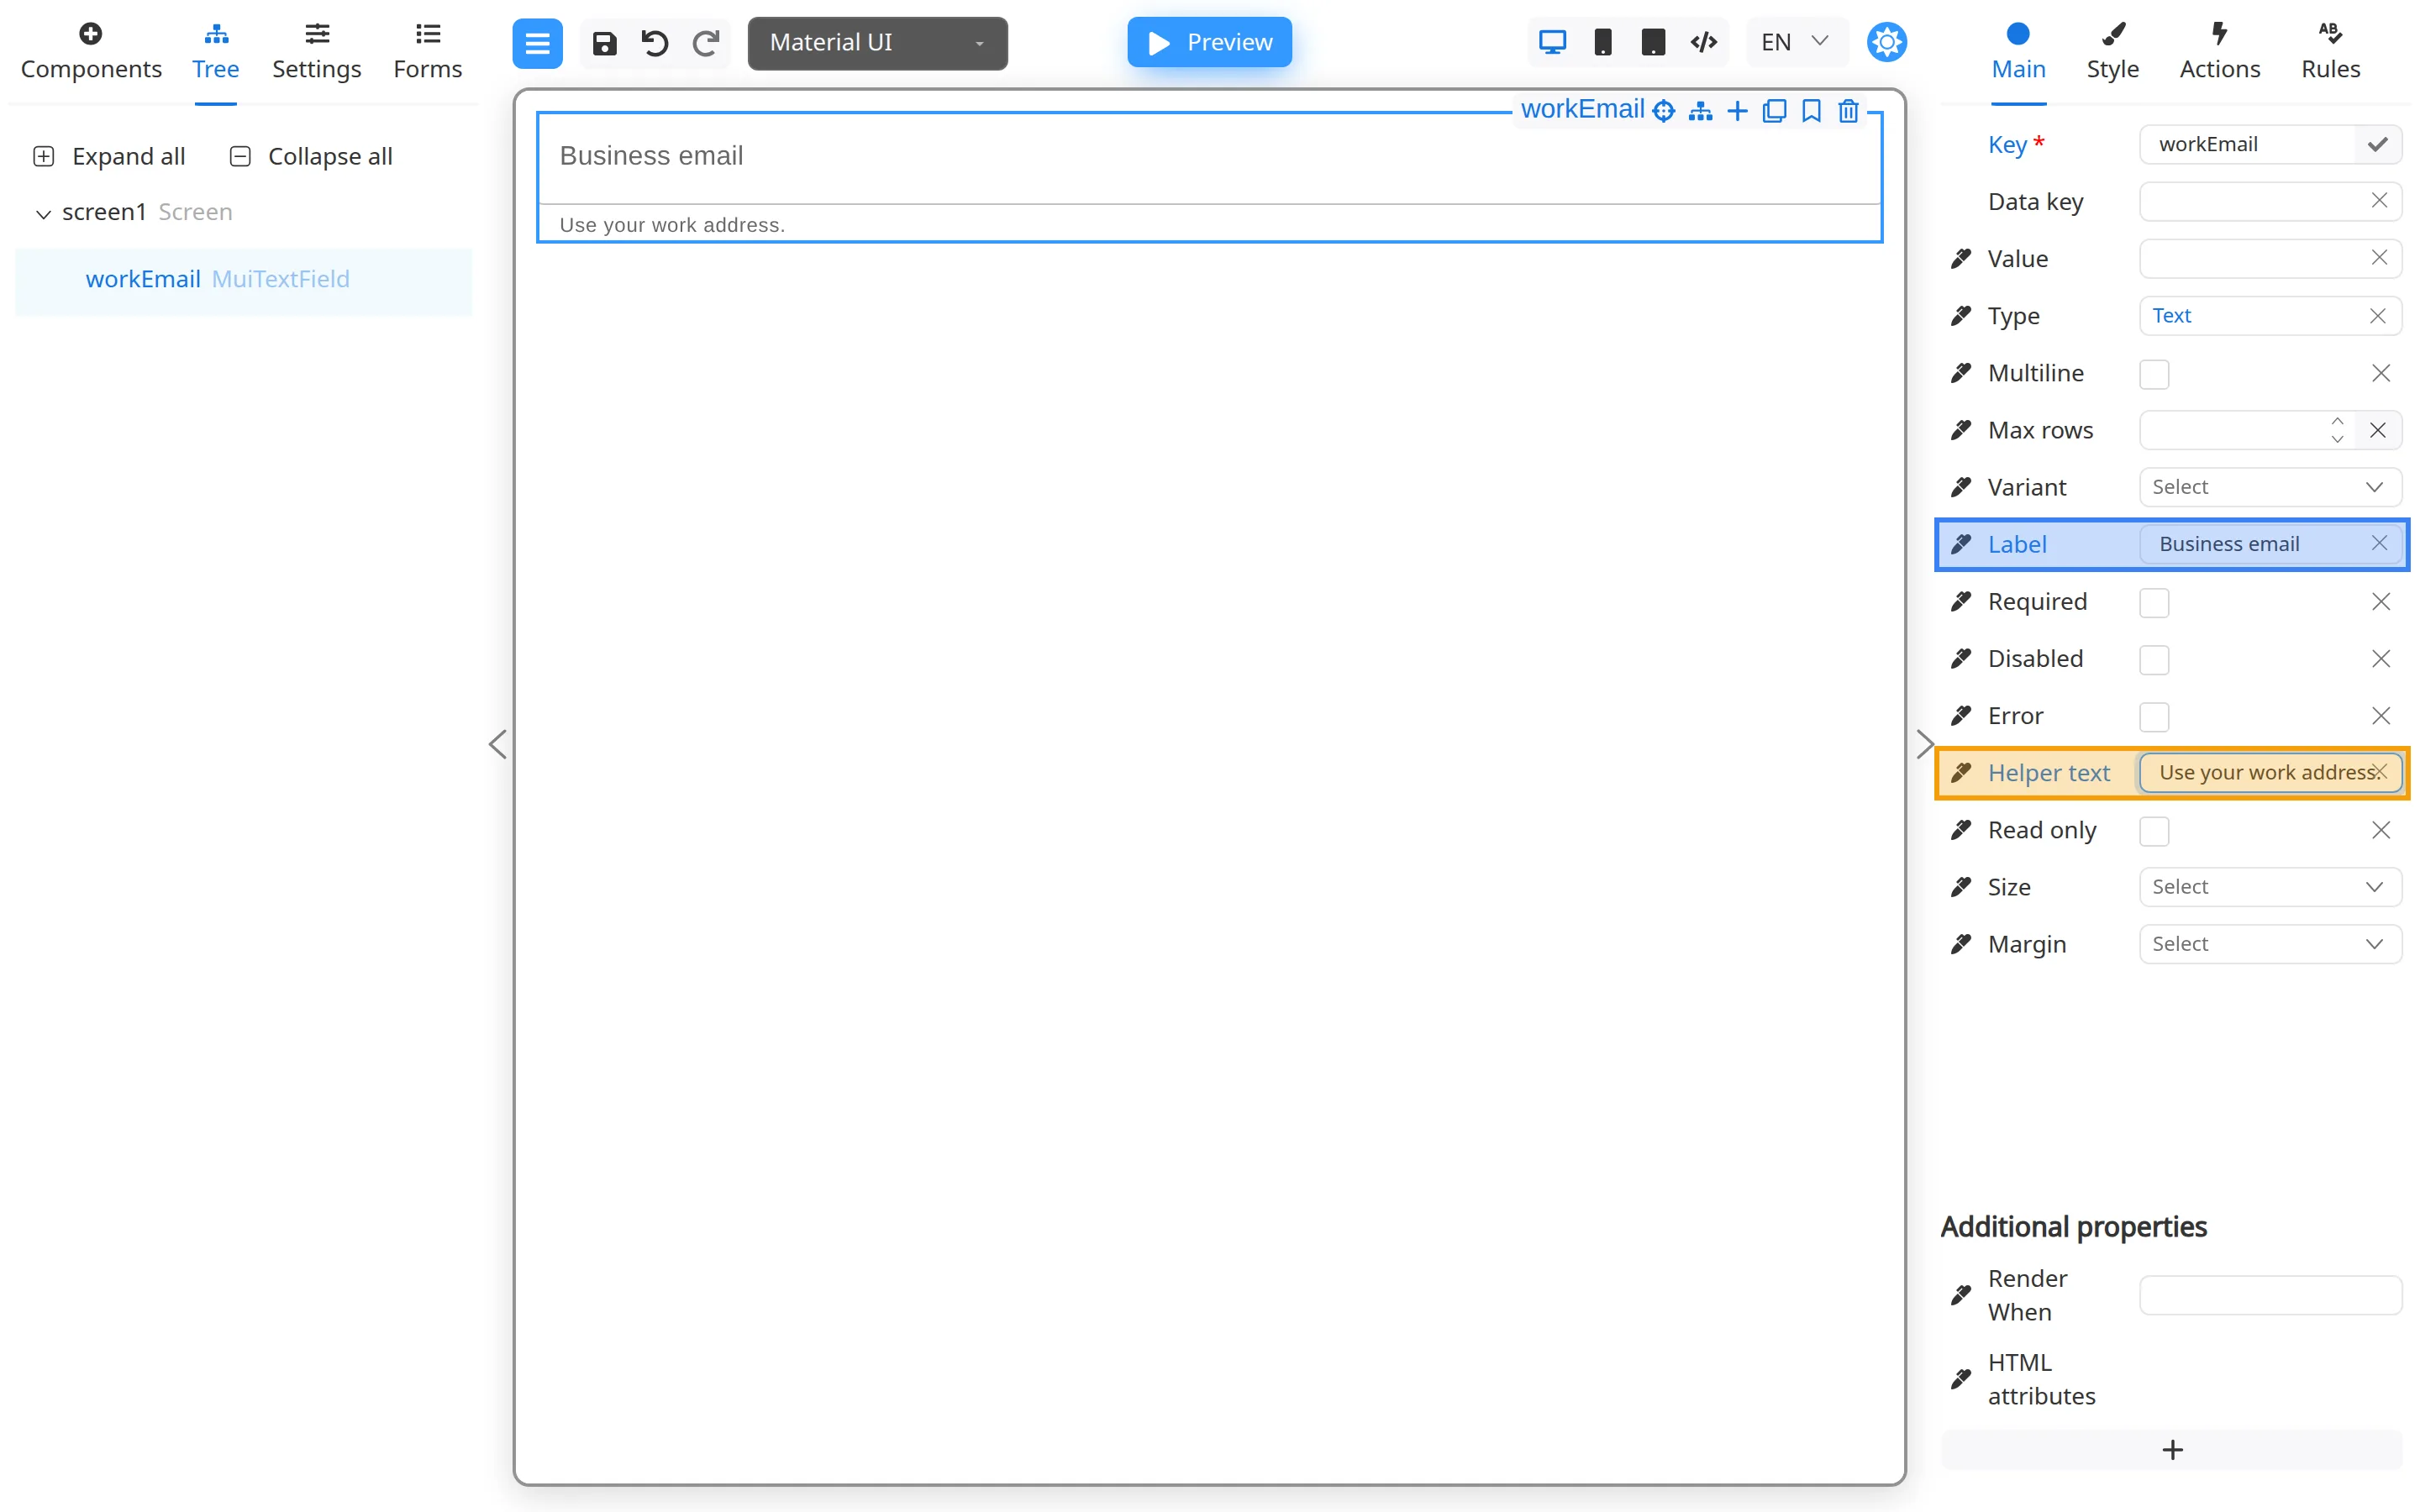 Components Tree Settings Forms
Material UI
Preview
EN
Main Style Actions Rules
Expand all Collapse all
screen1 Screen
workEmail MuiTextField
workEmail
Business email
Use your work address.
Key * workEmail
Data key
Value
Type Text
Multiline
Max rows
Variant Select
Label Business email
Required
Disabled
Error
Helper text Use your work address.
Read only
Size Select
Margin Select
Additional properties
Render
When
HTML
attributes